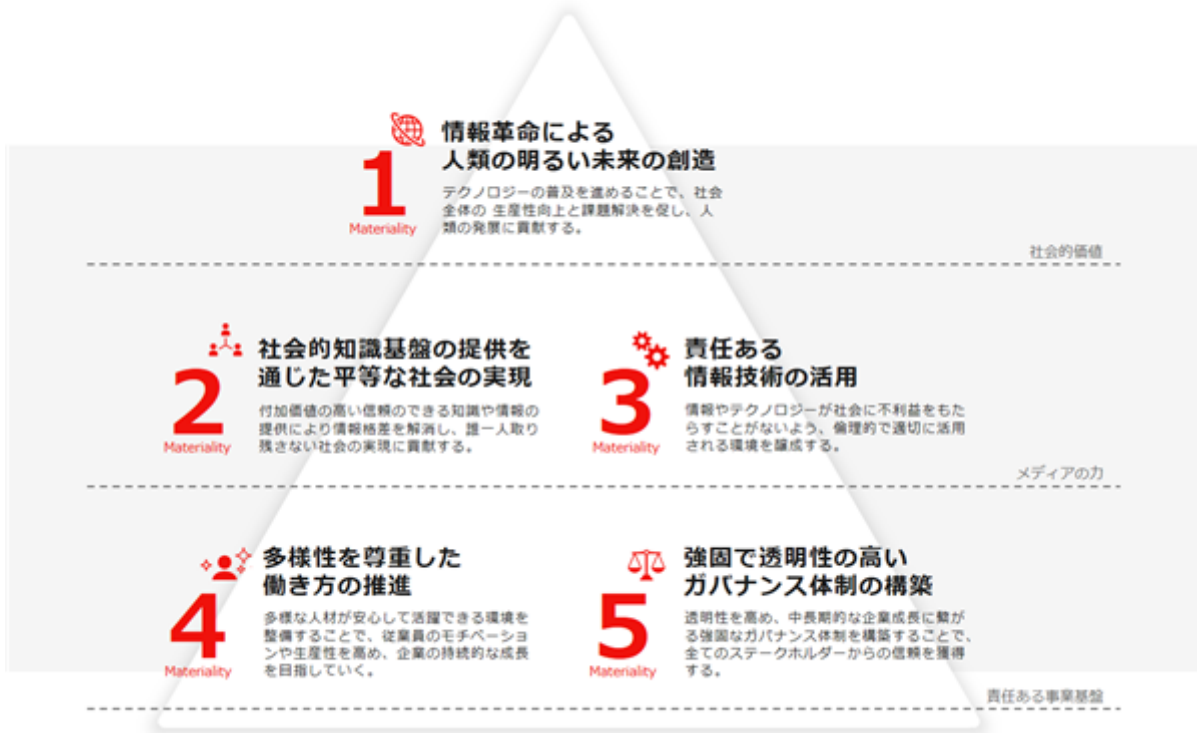 情報革命による
人類の明るい未来の創造
1
Materiality
テクノロジーの普及を進めることで、社会
全体の 生産性向上と課題解決を促し、人
類の発展に貢献する。
社会的価値
社会的知識基盤の提供を
通じた平等な社会の実現
2
Materiality
付加価値の高い信頼のできる知識や情報の
提供により情報格差を解消し、誰一人取り
残さない社会の実現に貢献する。
責任ある
情報技術の活用
3
Materiality
情報やテクノロジーが社会に不利益をもた
らすことがないよう、倫理的で適切に活用
される環境を醸成する。
メディアの力
多様性を尊重した
働き方の推進
4
Materiality
多様な人材が安心して活躍できる環境を
整備することで、従業員のモチベーショ
ンや生産性を高め、企業の持続的な成長
を目指していく。
強固で透明性の高い
ガバナンス体制の構築
5
Materiality
透明性を高め、中長期的な企業成長に繋が
る強固なガバナンス体制を構築することで、
全てのステークホルダーからの信頼を獲得
する。
責任ある事業基盤